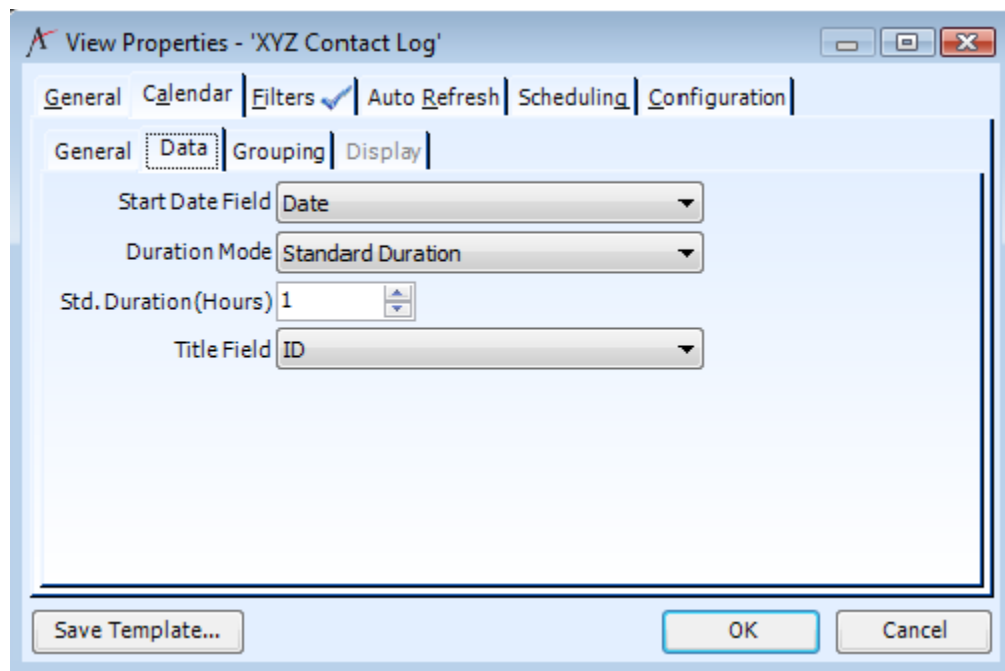 View Properties - 'XYZ Contact Log'
General Calendar Filters Auto Refresh Scheduling Configuration
General Data Grouping Display
Start Date Field Date
Duration Mode Standard Duration
Std. Duration(Hours) 1
Title Field ID
Save Template... OK Cancel